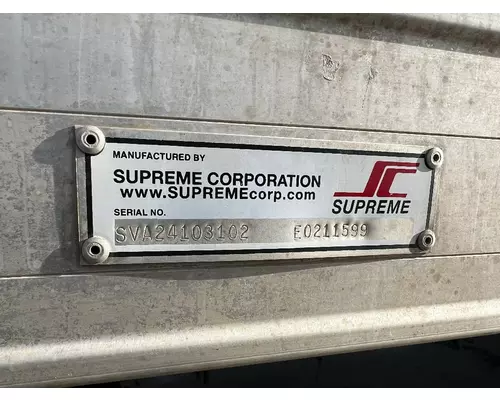 MANUFACTURED BY
SUPREME CORPORATION
www.SUPREMEcorp.com
SUPREME
SERIAL NO.
SVA24103102 E0211599